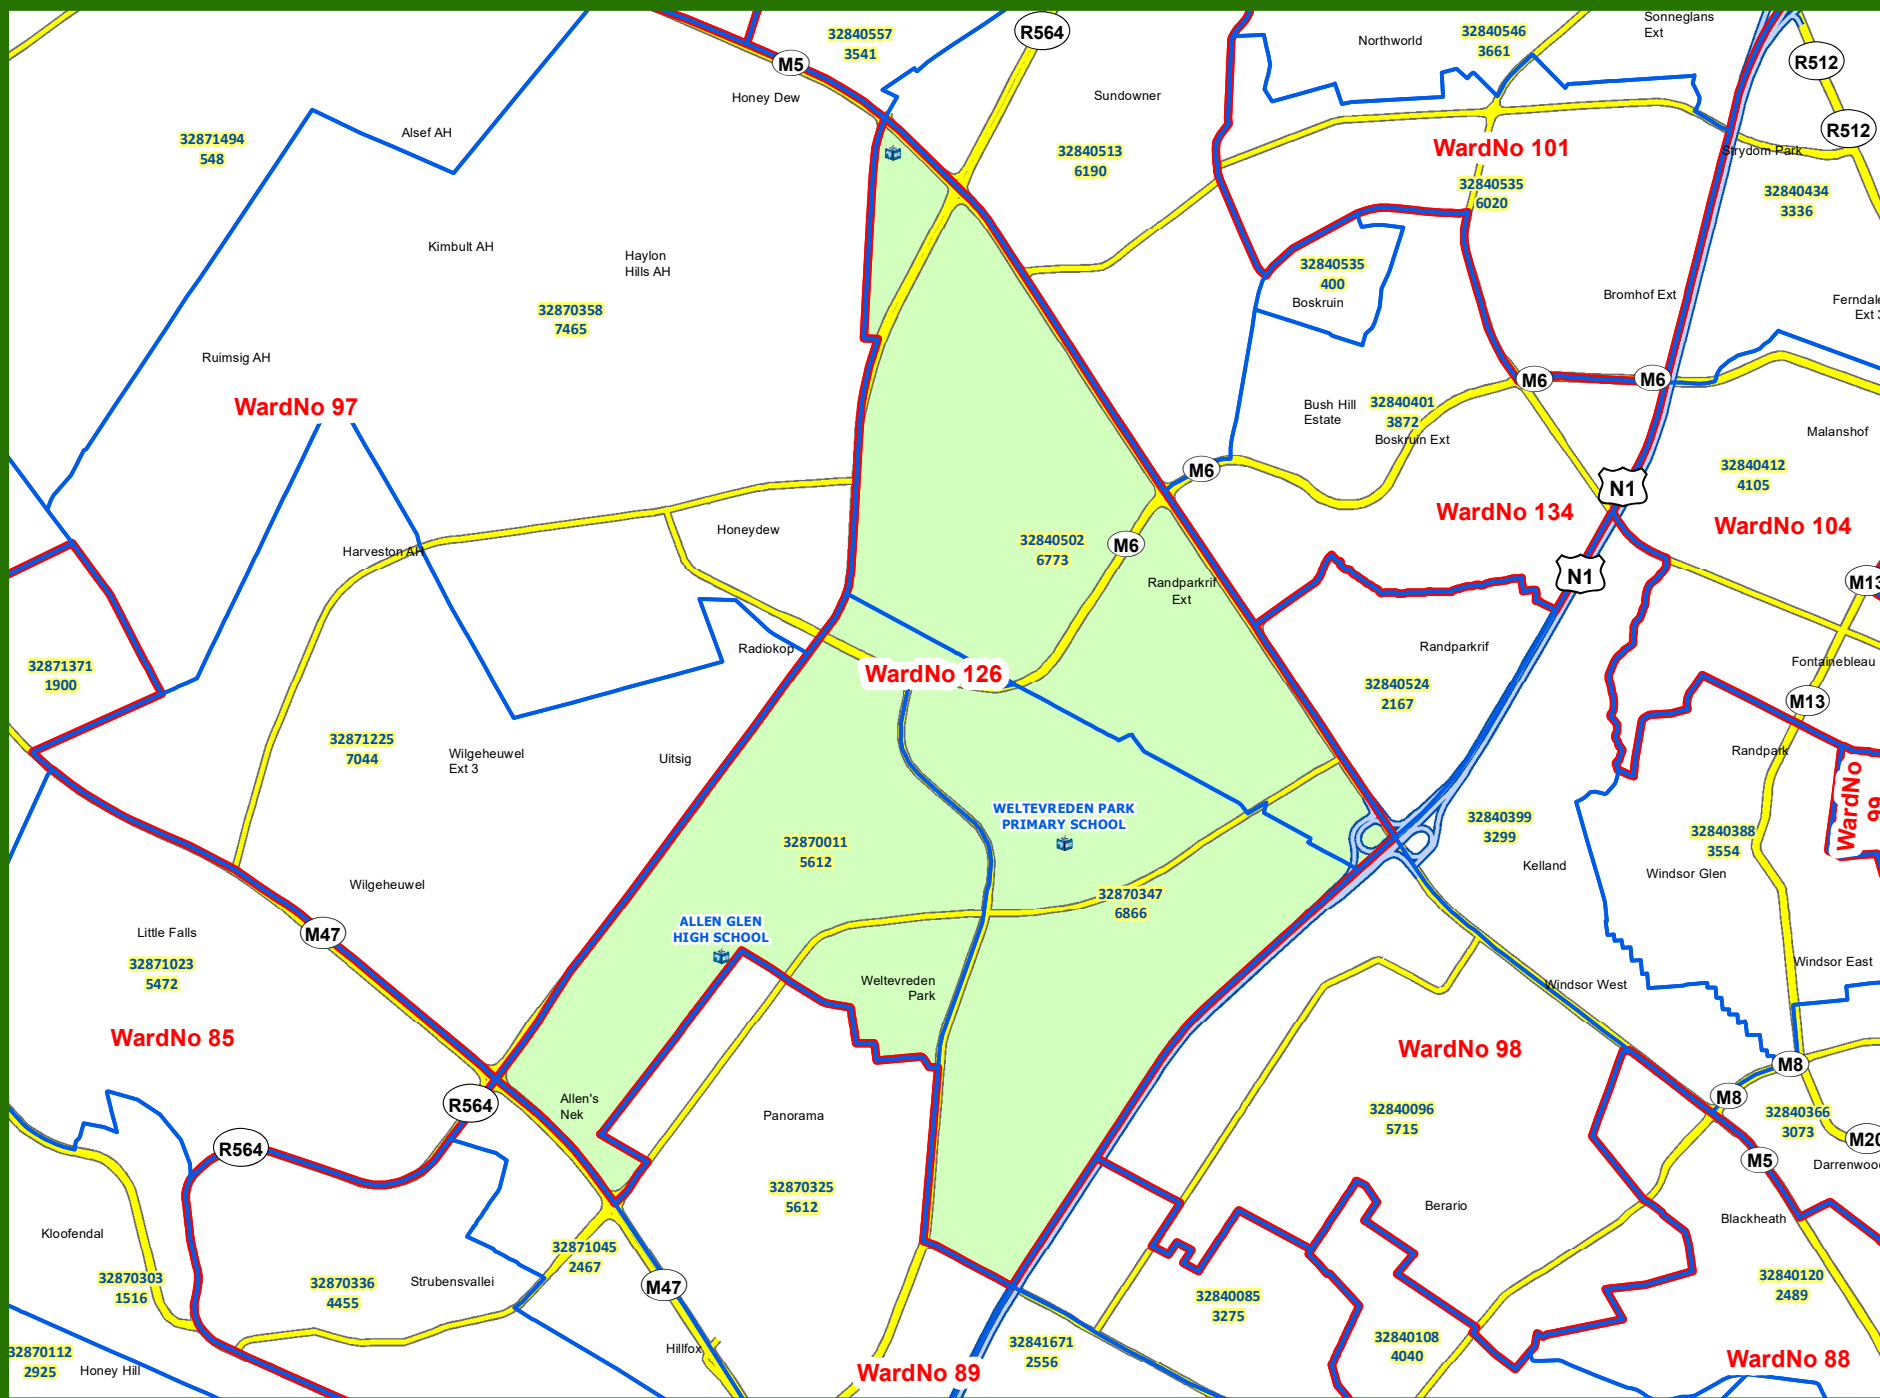 Sonneglans
Ext
32840557
3541
R564
Northworld
32840546
3661
M5
R512
Honey Dew
Sundowner
R512
Alsef AH
32871494
548
32840513
6190
WardNo 101
Strydom Park
32840535
6020
32840434
3336
Kimbult AH
Haylon
Hills AH
32840535
400
Boskruin
Bromhof Ext
32870358
7465
Ruimsig AH
M6
M6
WardNo 97
Bush Hill
Estate
32840401
3872
Boskruin Ext
Malanshof
M6
32840412
4105
N1
WardNo 134
WardNo 104
Honeydew
32840502
6773
M6
Harveston AH
N1
Randparkrif
Ext
Radiokop
Randparkrif
32871371
1900
Fontainebleau
WardNo 126
32840524
2167
M13
32871225
7044
Wilgeheuwel
Ext 3
Uitsig
Randpark
WardNo
99
WELTEVREDEN PARK
PRIMARY SCHOOL
32840399
3299
32870011
5612
32840388
3554
Kelland
Windsor Glen
Wilgeheuwel
32870347
6866
ALLEN GLEN
HIGH SCHOOL
Little Falls
M47
32871023
5472
Windsor East
Weltevreden
Park
Windsor West
WardNo 85
WardNo 98
M8
R564
Allen's
Nek
M8
Panorama
32840096
5715
32840366
3073
R564
M5
32870325
5612
Berario
Blackheath
Kloofendal
32871045
2467
32870303
1516
32870336
4455
Strubensvallei
M47
32840120
2489
32840085
3275
32840108
4040
32841671
2556
Hillfox
32870112
2925
Honey Hill
WardNo 89
WardNo 88